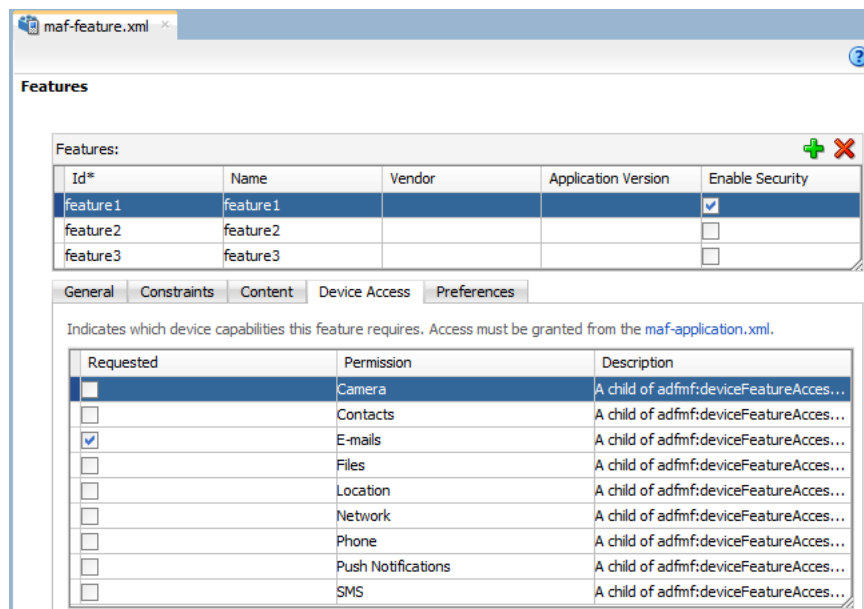 maf-feature.xml
Features
Features:
Id* Name Vendor Application Version Enable Security
feature1 feature1
feature2 feature2
feature3 feature3
General Constraints Content Device Access Preferences
Indicates which device capabilities this feature requires. Access must be granted from the maf-application.xml.
Requested Permission Description
Camera A child of adfmf:deviceFeatureAcces...
Contacts A child of adfmf:deviceFeatureAcces...
E-mails A child of adfmf:deviceFeatureAcces...
Files A child of adfmf:deviceFeatureAcces...
Location A child of adfmf:deviceFeatureAcces...
Network A child of adfmf:deviceFeatureAcces...
Phone A child of adfmf:deviceFeatureAcces...
Push Notifications A child of adfmf:deviceFeatureAcces...
SMS A child of adfmf:deviceFeatureAcces...